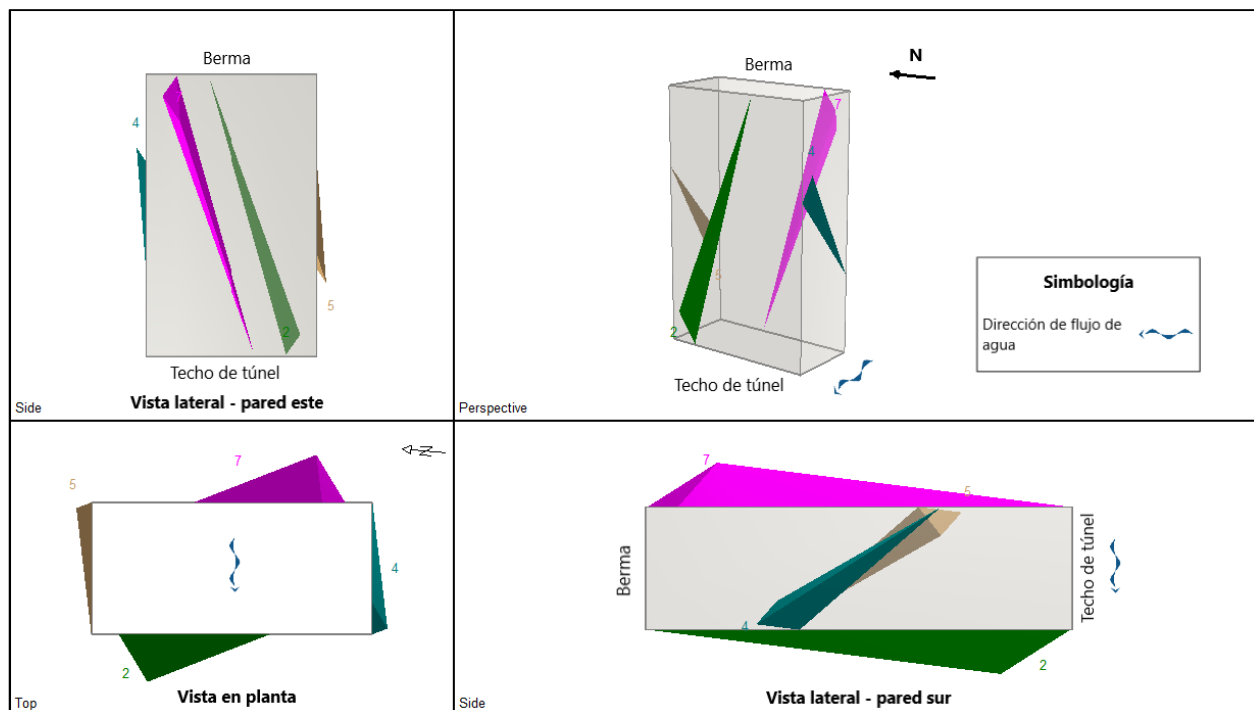 Berma
4
5
2
Techo de túnel
Vista lateral - pared este
Side
N
Berma
7
4
5
2
Techo de túnel
Perspective
Simbología
Dirección de flujo de
agua
N
7
5
4
2
Vista en planta
Top
7
5
Berma
Techo de túnel
4
2
Vista lateral - pared sur
Side